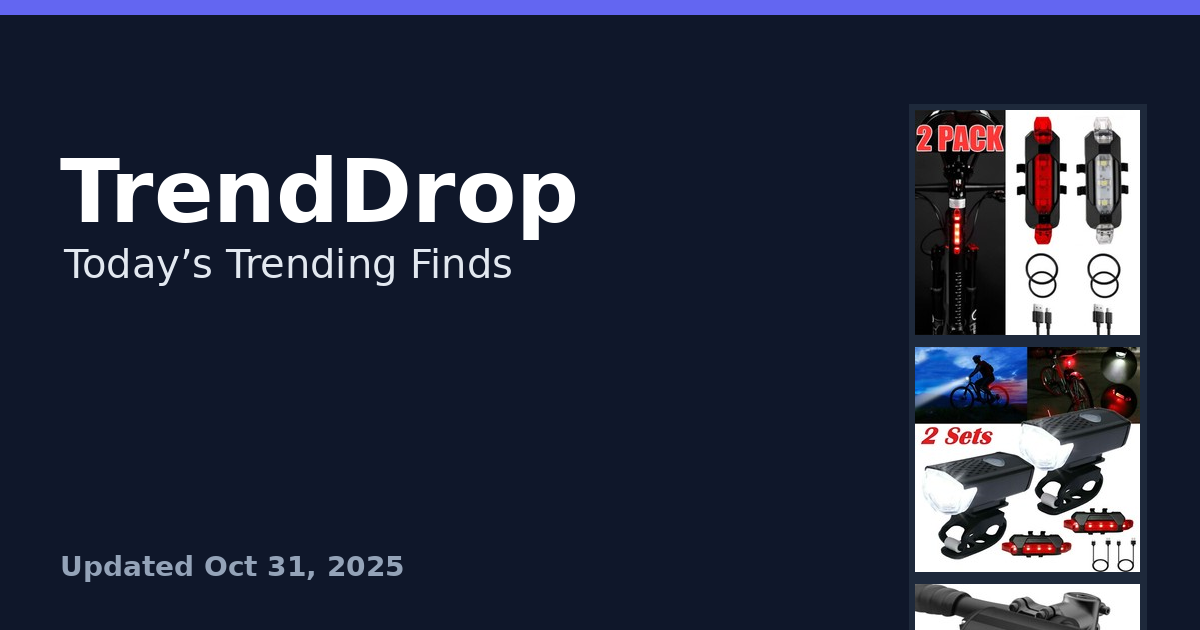 TrendDrop
Today’s Trending Finds
Updated Oct 31, 2025
2 PACK
2 Sets